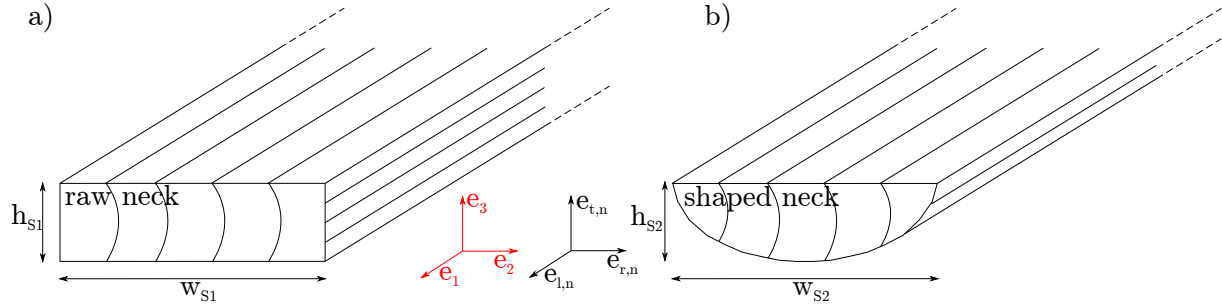 a)
b)
raw neck
shaped neck
h_S1
h_S2
e_3
e_2
e_1
e_t,n
e_r,n
e_l,n
w_S1
w_S2